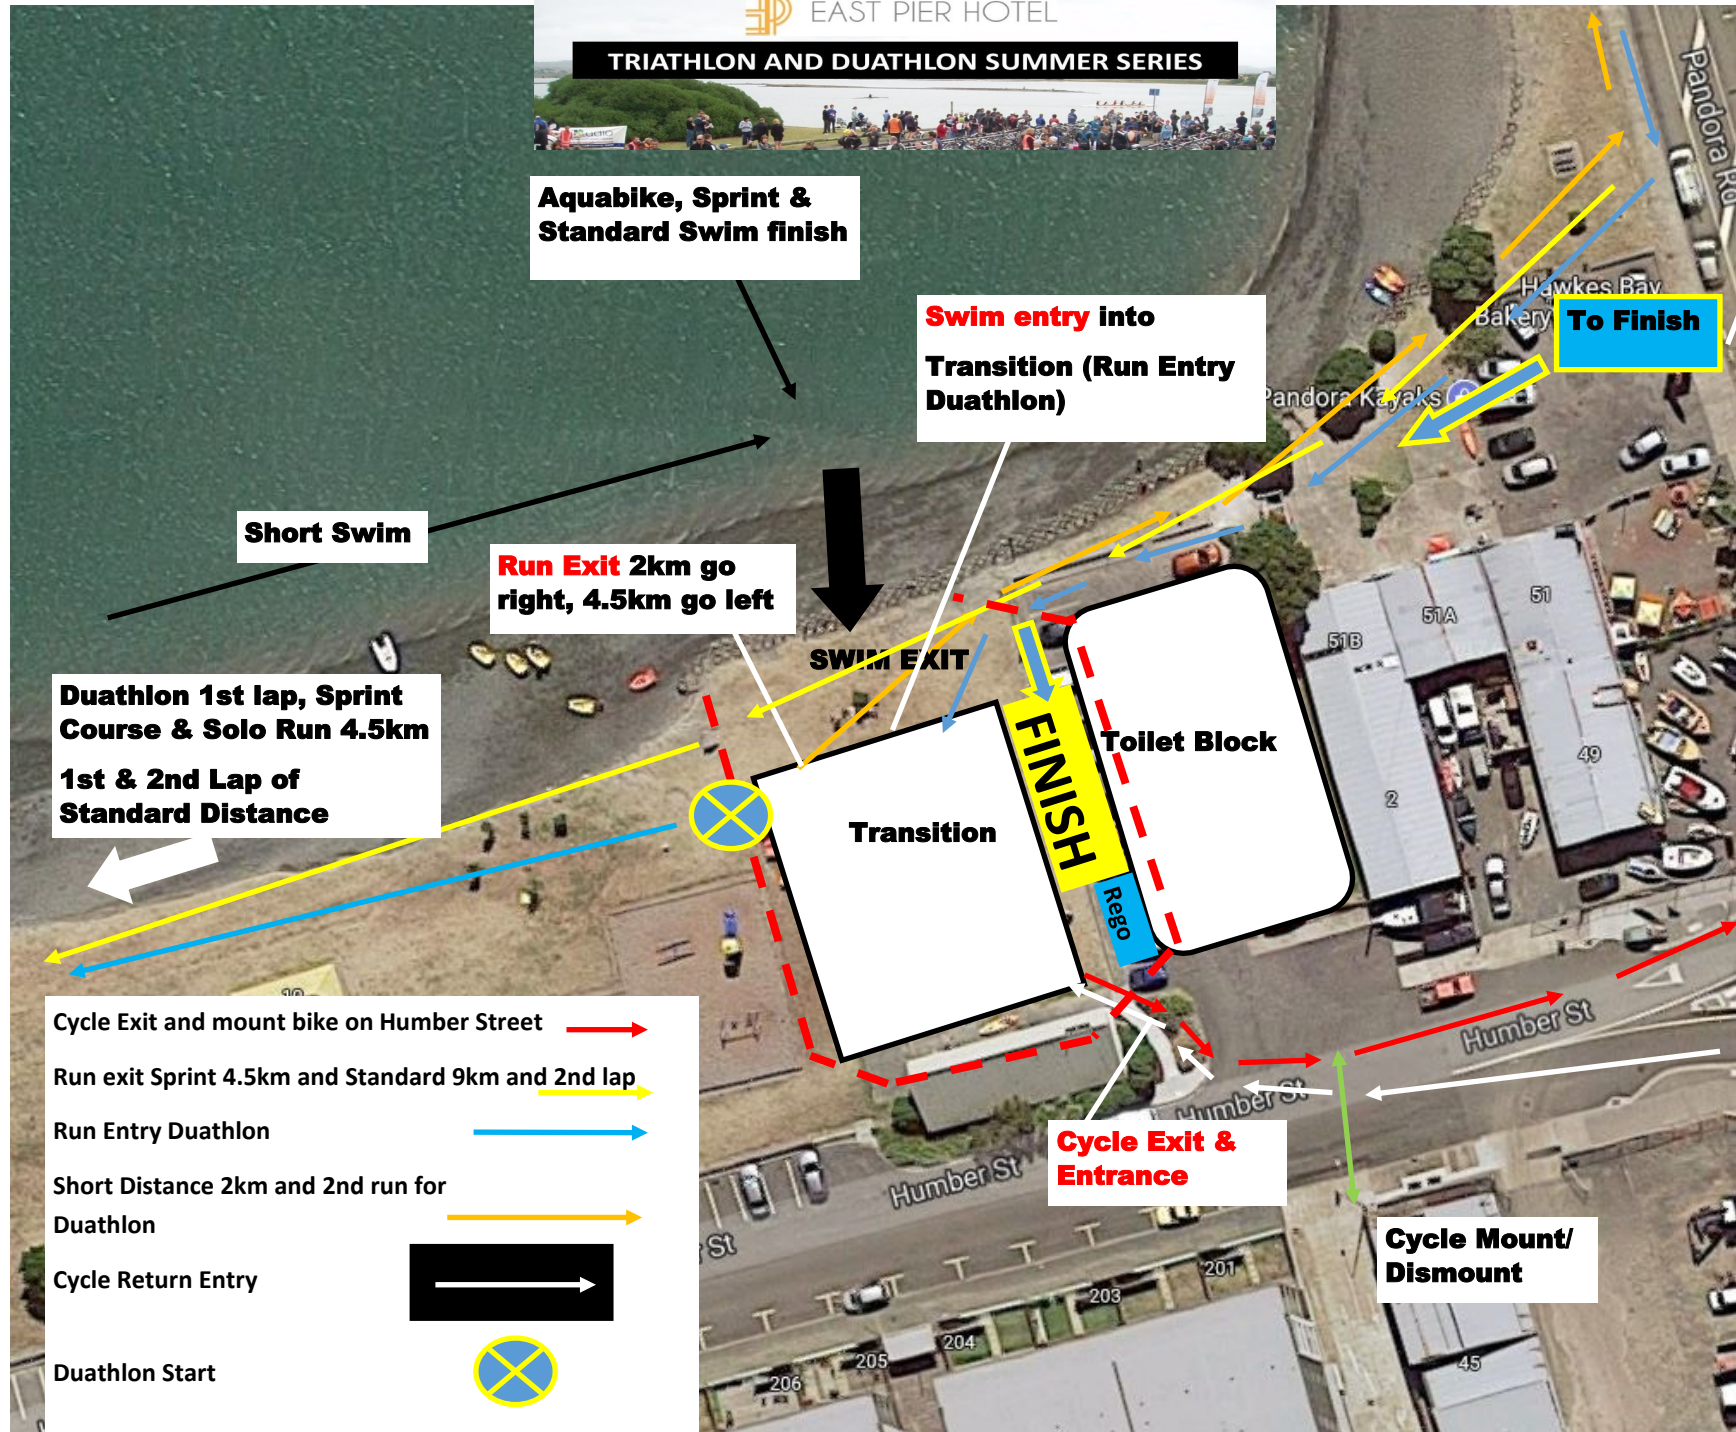 EAST PIER HOTEL
TRIATHLON AND DUATHLON SUMMER SERIES
Aquabike, Sprint &
Standard Swim finish
Pandora Rd
Swim entry into
Transition (Run Entry
Duathlon)
Hawkes Bay
Bakery
To Finish
Pandora Kayaks
Short Swim
Run Exit 2km go
right, 4.5km go left
SWIM EXIT
51B
51A
51
Duathlon 1st lap, Sprint
Course & Solo Run 4.5km
1st & 2nd Lap of
Standard Distance
FINISH
Toilet Block
49
2
Transition
Rego
10
Cycle Exit and mount bike on Humber Street
Run exit Sprint 4.5km and Standard 9km and 2nd lap
Run Entry Duathlon
Short Distance 2km and 2nd run for
Duathlon
Cycle Return Entry
Duathlon Start
Humber St
Humber St
Cycle Exit &
Entrance
Humber St
St
Cycle Mount/
Dismount
201
203
204
205
206
45